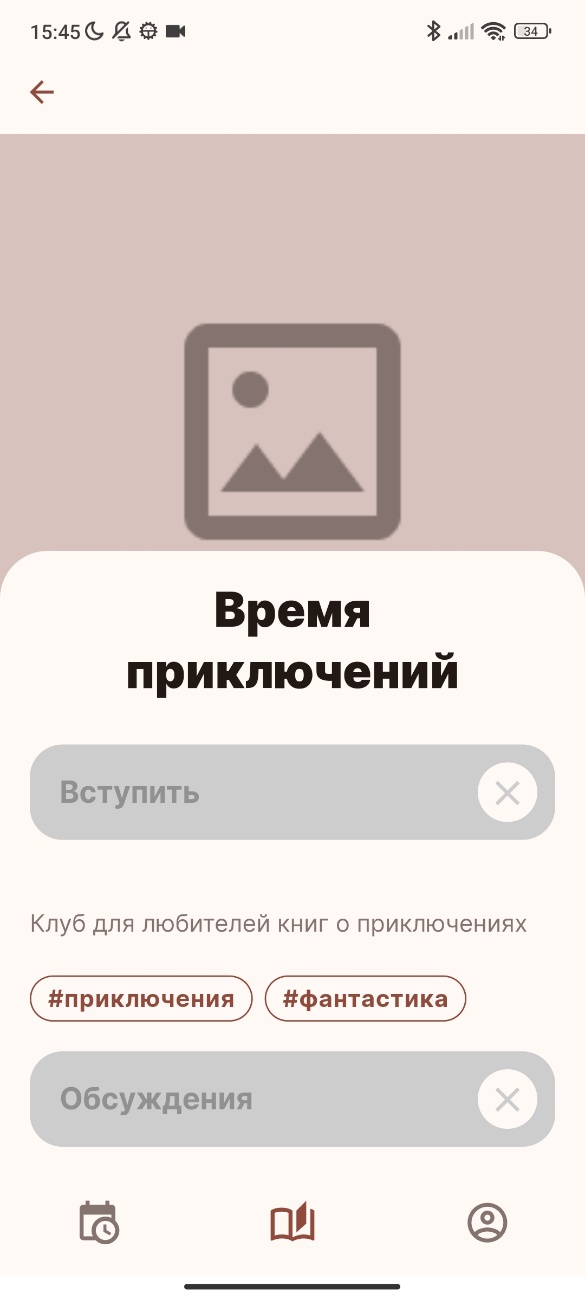 15:45
34
Время
приключений
Вступить
Клуб для любителей книг о приключениях
#приключения #фантастика
Обсуждения